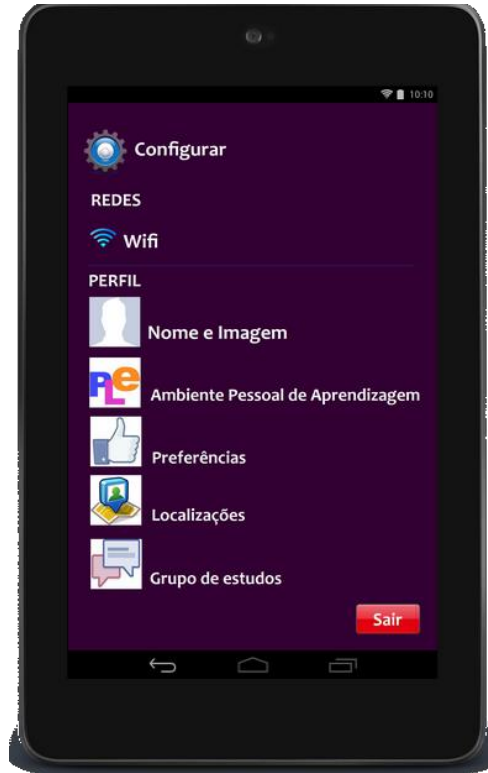 10:10
Configurar
REDES
Wifi
PERFIL
Nome e Imagem
PLe
Ambiente Pessoal de Aprendizagem
Preferências
Localizações
Grupo de estudos
Sair